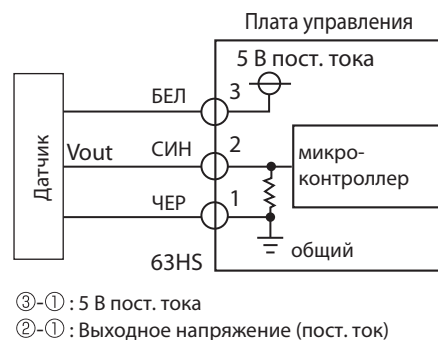 Плата управления
5 В пост. тока
БЕЛ 3
Датчик
Vout СИН 2
микро-
контроллер
ЧЕР 1
общий
63HS
③-① : 5 В пост. тока
②-① : Выходное напряжение (пост. ток)